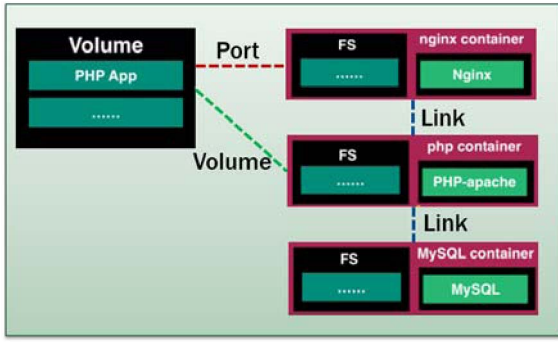 Volume
PHP App
......
Port
Volume
FS
......
nginx container
Nginx
Link
FS
......
php container
PHP-apache
Link
FS
......
MySQL container
MySQL